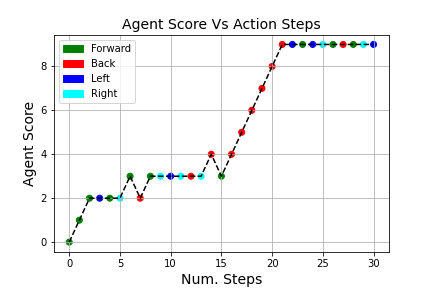 Agent Score Vs Action Steps
Forward
Back
Left
Right
Agent Score
8
6
4
2
0
0 5 10 15 20 25 30
Num. Steps